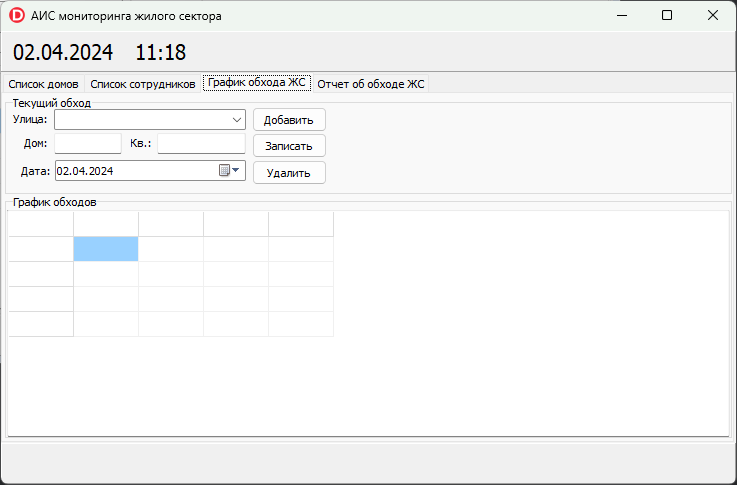 D АИС мониторинга жилого сектора
02.04.2024 11:18
Список домов Список сотрудников График обхода ЖС Отчет об обходе ЖС
Текущий обход
Улица: Добавить
Дом: Кв.: Записать
Дата: 02.04.2024 Удалить
График обходов